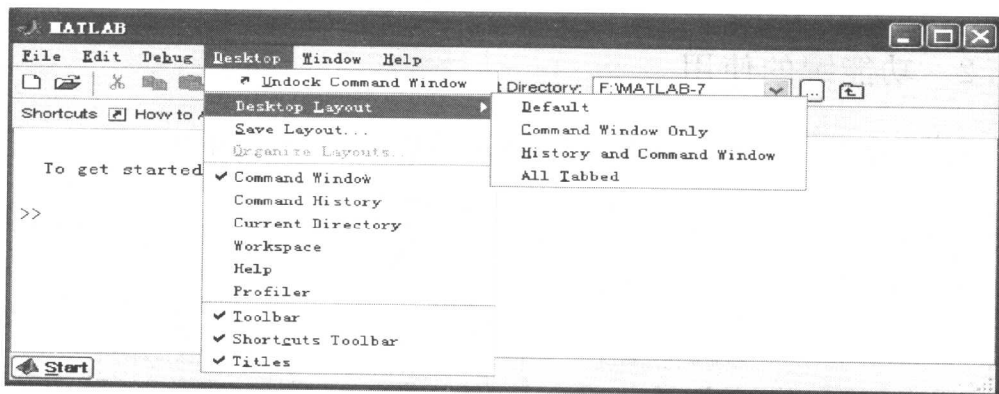 MATLAB
File Edit Debug Desktop Window Help
Undock Command Window
t Directory: F:\MATLAB-7
Shortcuts How to
Desktop Layout
Save Layout...
Organize Layouts...
Default
Command Window Only
History and Command Window
All Tabbed
To get started
>>
Command Window
Command History
Current Directory
Workspace
Help
Profiler
Toolbar
Shortcuts Toolbar
Titles
Start